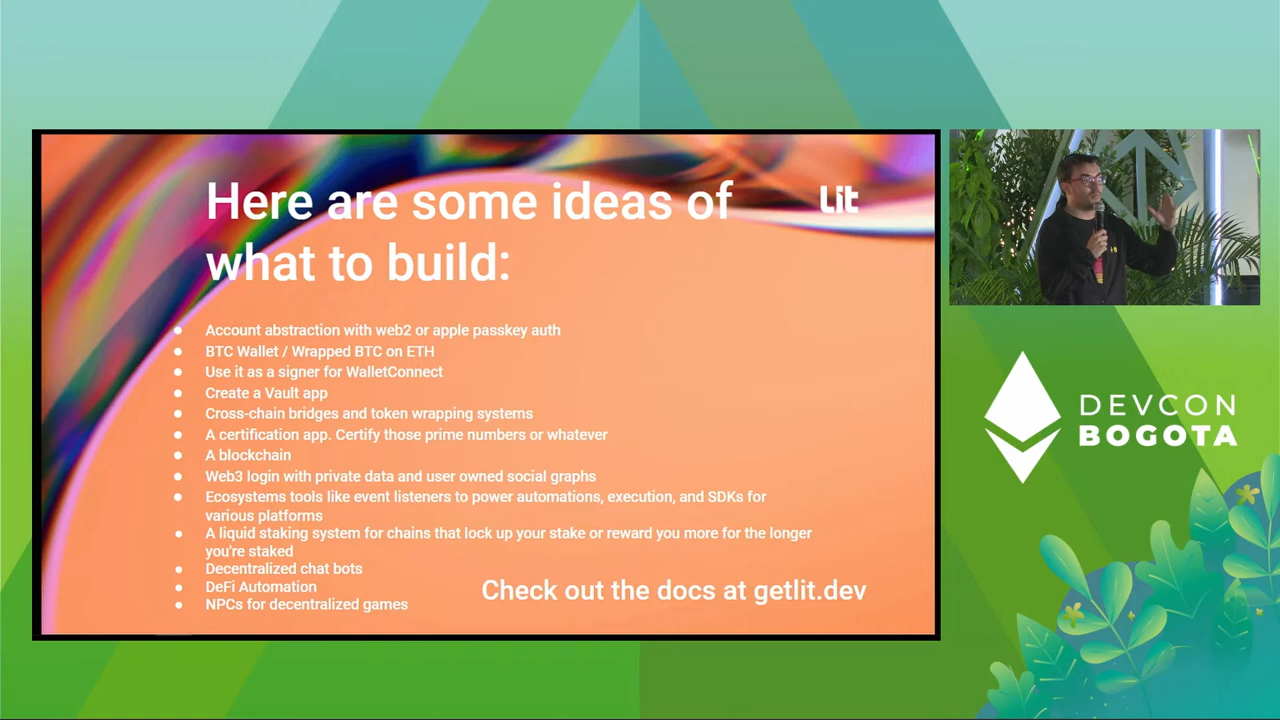 Here are some ideas of
what to build:
Lit
● Account abstraction with web2 or apple passkey auth
● BTC Wallet / Wrapped BTC on ETH
● Use it as a signer for WalletConnect
● Create a Vault app
● Cross-chain bridges and token wrapping systems
● A certification app. Certify those prime numbers or whatever
● A blockchain
● Web3 login with private data and user owned social graphs
● Ecosystems tools like event listeners to power automations, execution, and SDKs for
various platforms
● A liquid staking system for chains that lock up your stake or reward you more for the longer
you're staked
● Decentralized chat bots
● DeFi Automation
● NPCs for decentralized games
Check out the docs at getlit.dev
DEVCON
BOGOTA